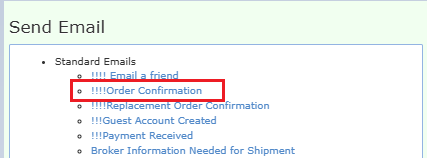 Send Email
Standard Emails
!!!! Email a friend
!!!!Order Confirmation
!!!!Replacement Order Confirmation
!!!Guest Account Created
!!!Payment Received
Broker Information Needed for Shipment